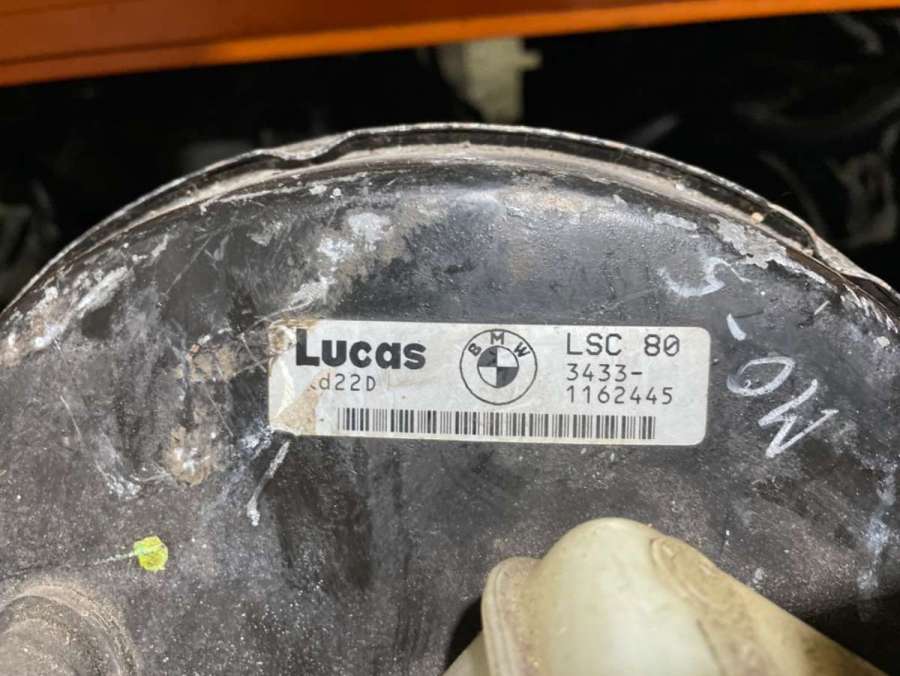 Lucas
BMW
LSC 80
d22D
3433-
1162445